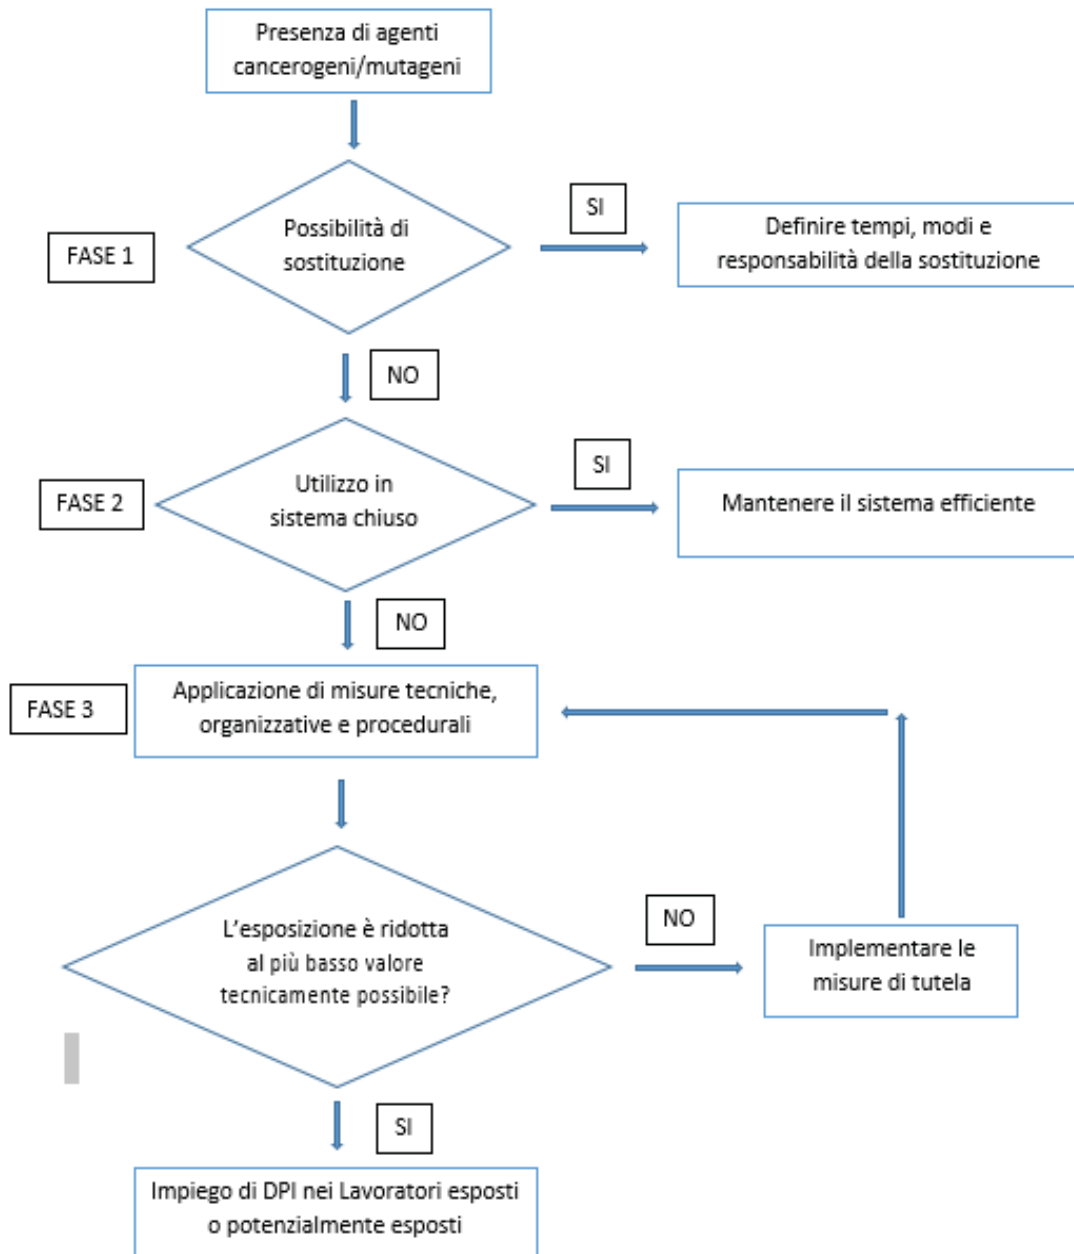 Presenza di agenti
cancerogeni/mutageni
FASE 1
Possibilità di
sostituzione
SI
Definire tempi, modi e
responsabilità della sostituzione
NO
FASE 2
Utilizzo in
sistema chiuso
SI
Mantenere il sistema efficiente
NO
FASE 3
Applicazione di misure tecniche,
organizzative e procedurali
L'esposizione è ridotta
al più basso valore
tecnicamente possibile?
NO
Implementare le
misure di tutela
SI
Impiego di DPI nei Lavoratori esposti
o potenzialmente esposti